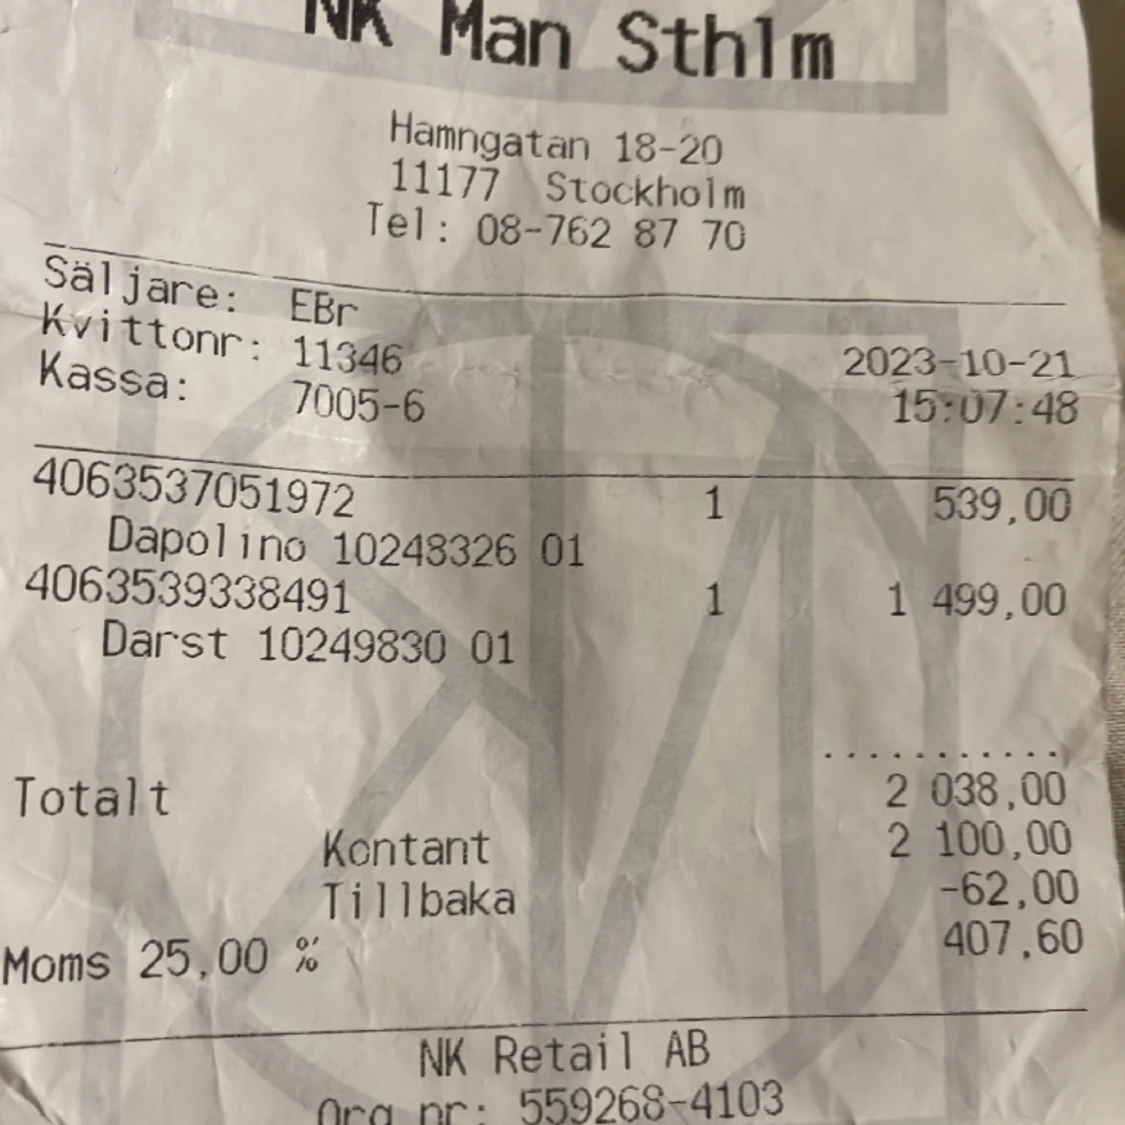 NK Man Sthlm
Hamngatan 18-20
11177 Stockholm
Tel: 08-762 87 70
Säljare: EBr
Kvittonr: 11346 2023-10-21
Kassa: 7005-6 15:07:48
4063537051972 1 539,00
Dapolino 10248326 01
4063539338491 1 1 499,00
Darst 10249830 01
...........
Totalt 2 038,00
Kontant 2 100,00
Tillbaka -62,00
Moms 25,00 % 407,60
NK Retail AB
Org nr: 559268-4103